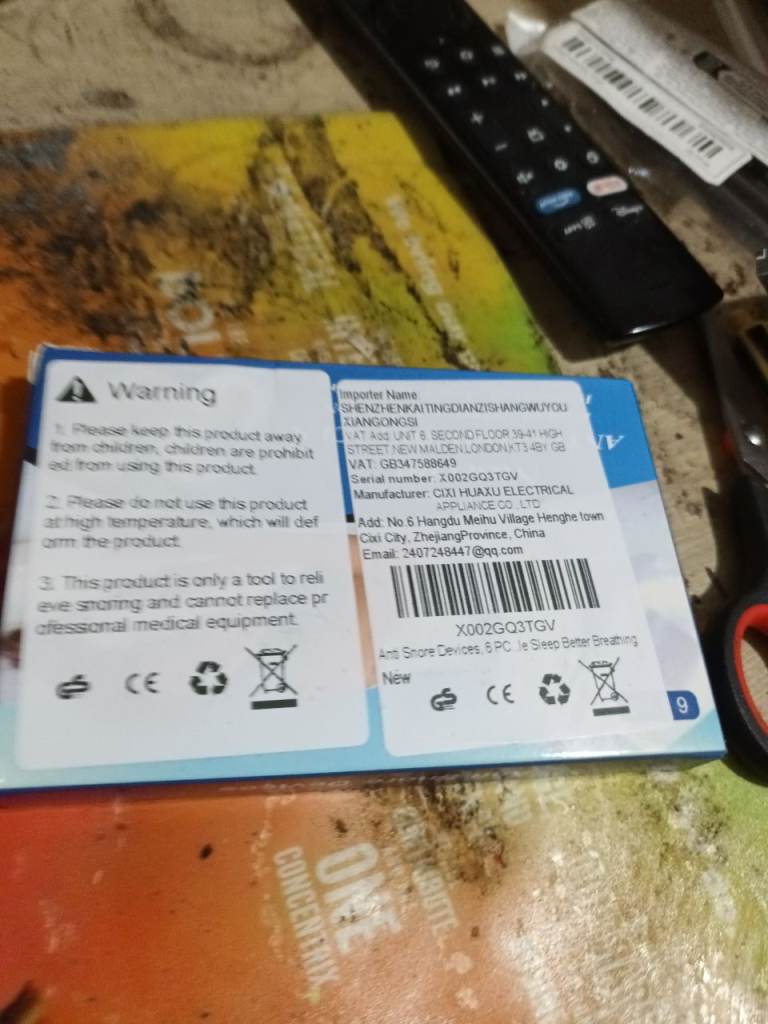 Warning
1. Please keep this product away
from children, children are prohibit
ed from using this product.
2. Please do not use this product
at high temperature, which will def
orm the product.
3. This product is only a tool to reli
eve snoring and cannot replace pr
ofessional medical equipment.
CE
Importer Name
SHENZHENKAITINGDIANZISHANGWUYOU
XIANGONGSI
VAT Add: UNIT 6, SECOND FLOOR 39-41 HIGH
STREET NEW MALDEN LONDON KT3 4BY GB
VAT: GB347588649
Serial number: X002GQ3TGV
Manufacturer: CIXI HUAXU ELECTRICAL
APPLIANCE CO., LTD
Add: No.6 Hangdu Meihu Village Henghe town
Cixi City, ZhejiangProvince, China
Email: 2407248447@qq.com
X002GQ3TGV
Anti Snore Devices, 6 PC...le Sleep Better Breathing
New
CE
9
ONE
CONCENTRIX